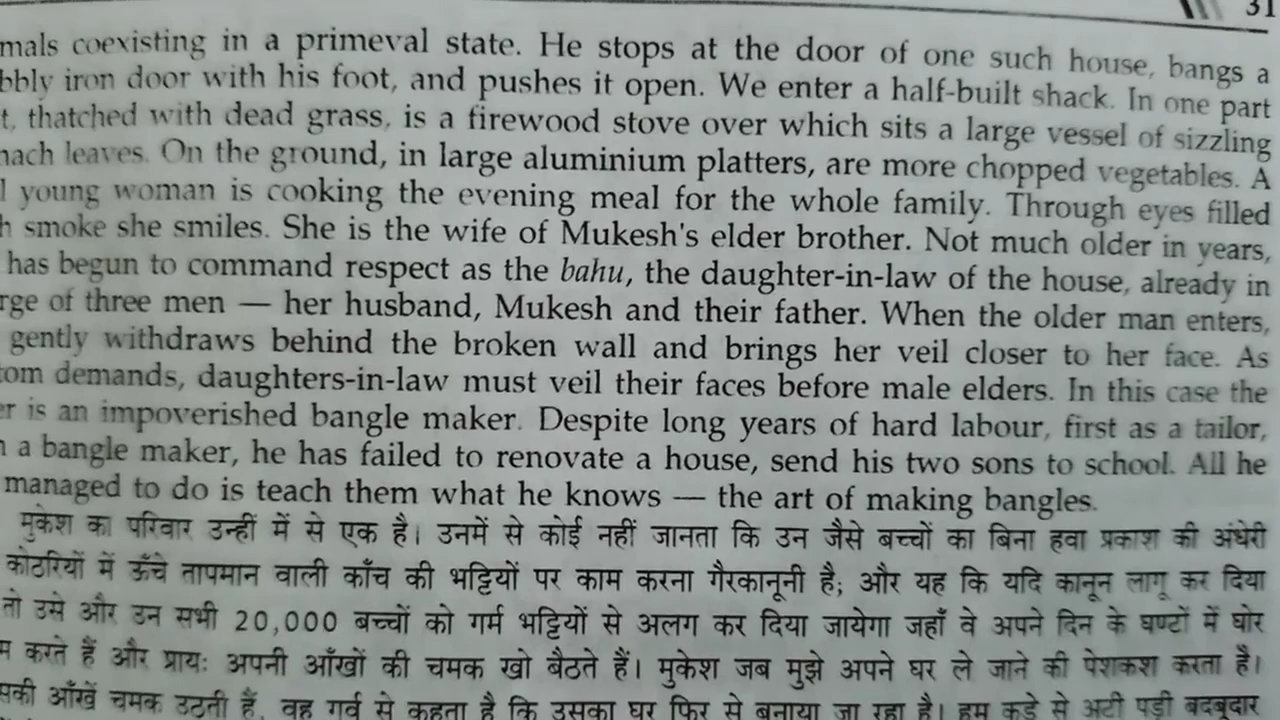 31
mals coexisting in a primeval state. He stops at the door of one such house, bangs a
bbly iron door with his foot, and pushes it open. We enter a half-built shack. In one part
t, thatched with dead grass, is a firewood stove over which sits a large vessel of sizzling
nach leaves. On the ground, in large aluminium platters, are more chopped vegetables. A
l young woman is cooking the evening meal for the whole family. Through eyes filled
h smoke she smiles. She is the wife of Mukesh's elder brother. Not much older in years,
has begun to command respect as the bahu, the daughter-in-law of the house, already in
rge of three men — her husband, Mukesh and their father. When the older man enters,
gently withdraws behind the broken wall and brings her veil closer to her face. As
tom demands, daughters-in-law must veil their faces before male elders. In this case the
er is an impoverished bangle maker. Despite long years of hard labour, first as a tailor,
n a bangle maker, he has failed to renovate a house, send his two sons to school. All he
managed to do is teach them what he knows — the art of making bangles.
मुकेश का परिवार उन्हीं में से एक है। उनमें से कोई नहीं जानता कि उन जैसे बच्चों का बिना हवा प्रकाश की अंधेरी
कोठरियों में ऊँचे तापमान वाली काँच की भट्टियों पर काम करना गैरकानूनी है; और यह कि यदि कानून लागू कर दिया
तो उसे और उन सभी 20,000 बच्चों को गर्म भट्टियों से अलग कर दिया जायेगा जहाँ वे अपने दिन के घण्टों में घोर
म करते हैं और प्रायः अपनी आँखों की चमक खो बैठते हैं। मुकेश जब मुझे अपने घर ले जाने की पेशकश करता है।
सकी आँखें चमक उठती हैं, वह गर्व से कहता है कि उसका घर फिर से बनाया जा रहा है। हम कूड़े से अटी पड़ी बदबूदार